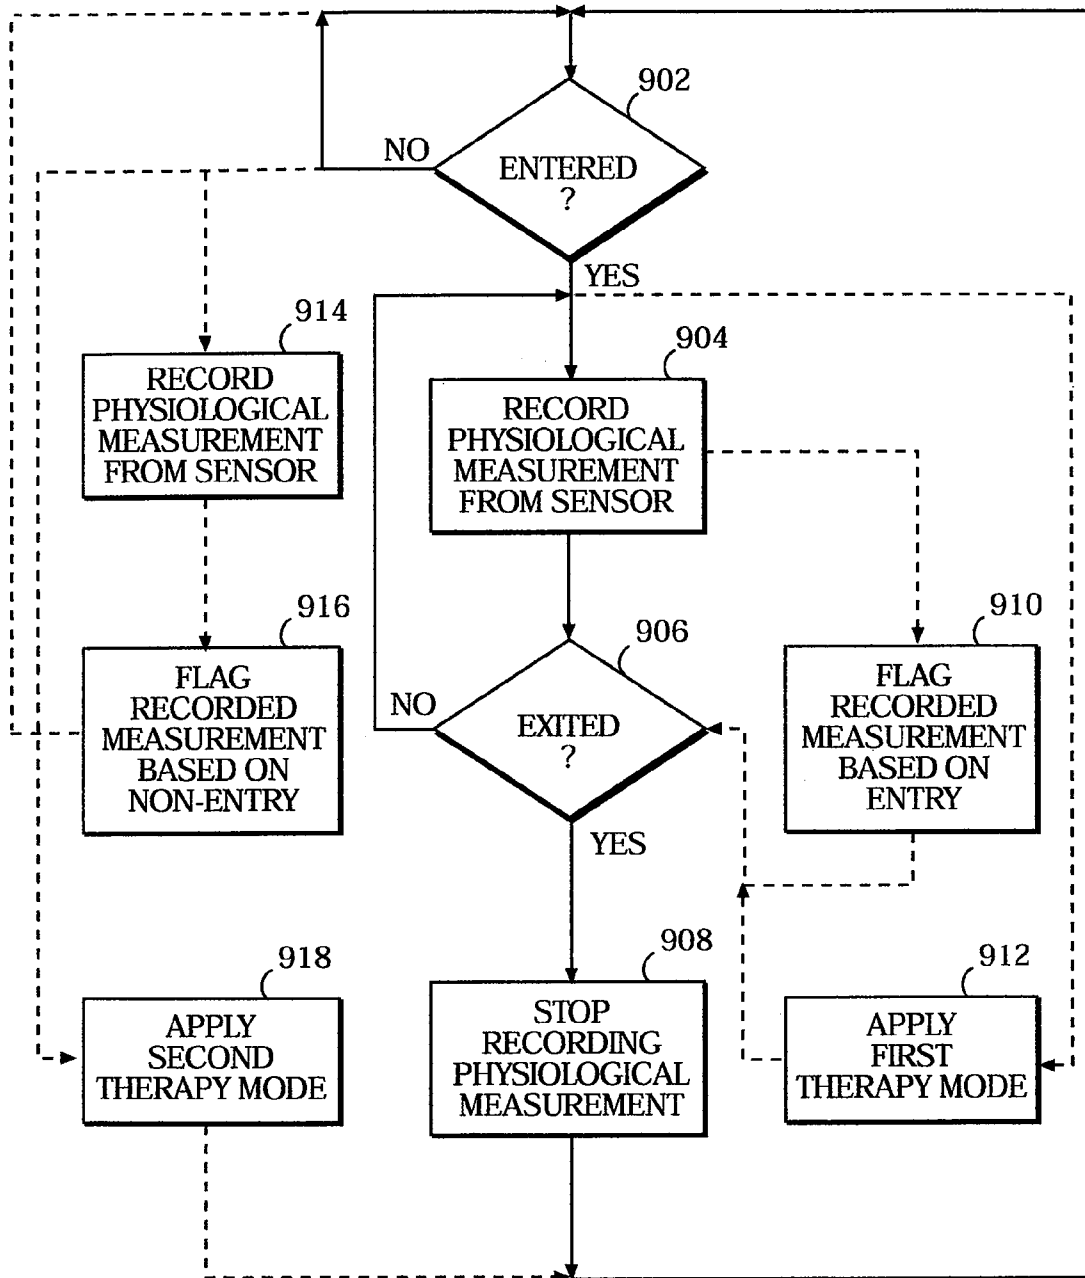 902
NO
ENTERED
?
YES
914
RECORD
PHYSIOLOGICAL
MEASUREMENT
FROM SENSOR
904
RECORD
PHYSIOLOGICAL
MEASUREMENT
FROM SENSOR
916
FLAG
RECORDED
MEASUREMENT
BASED ON
NON-ENTRY
906
NO
EXITED
?
YES
910
FLAG
RECORDED
MEASUREMENT
BASED ON
ENTRY
918
APPLY
SECOND
THERAPY MODE
908
STOP
RECORDING
PHYSIOLOGICAL
MEASUREMENT
912
APPLY
FIRST
THERAPY MODE